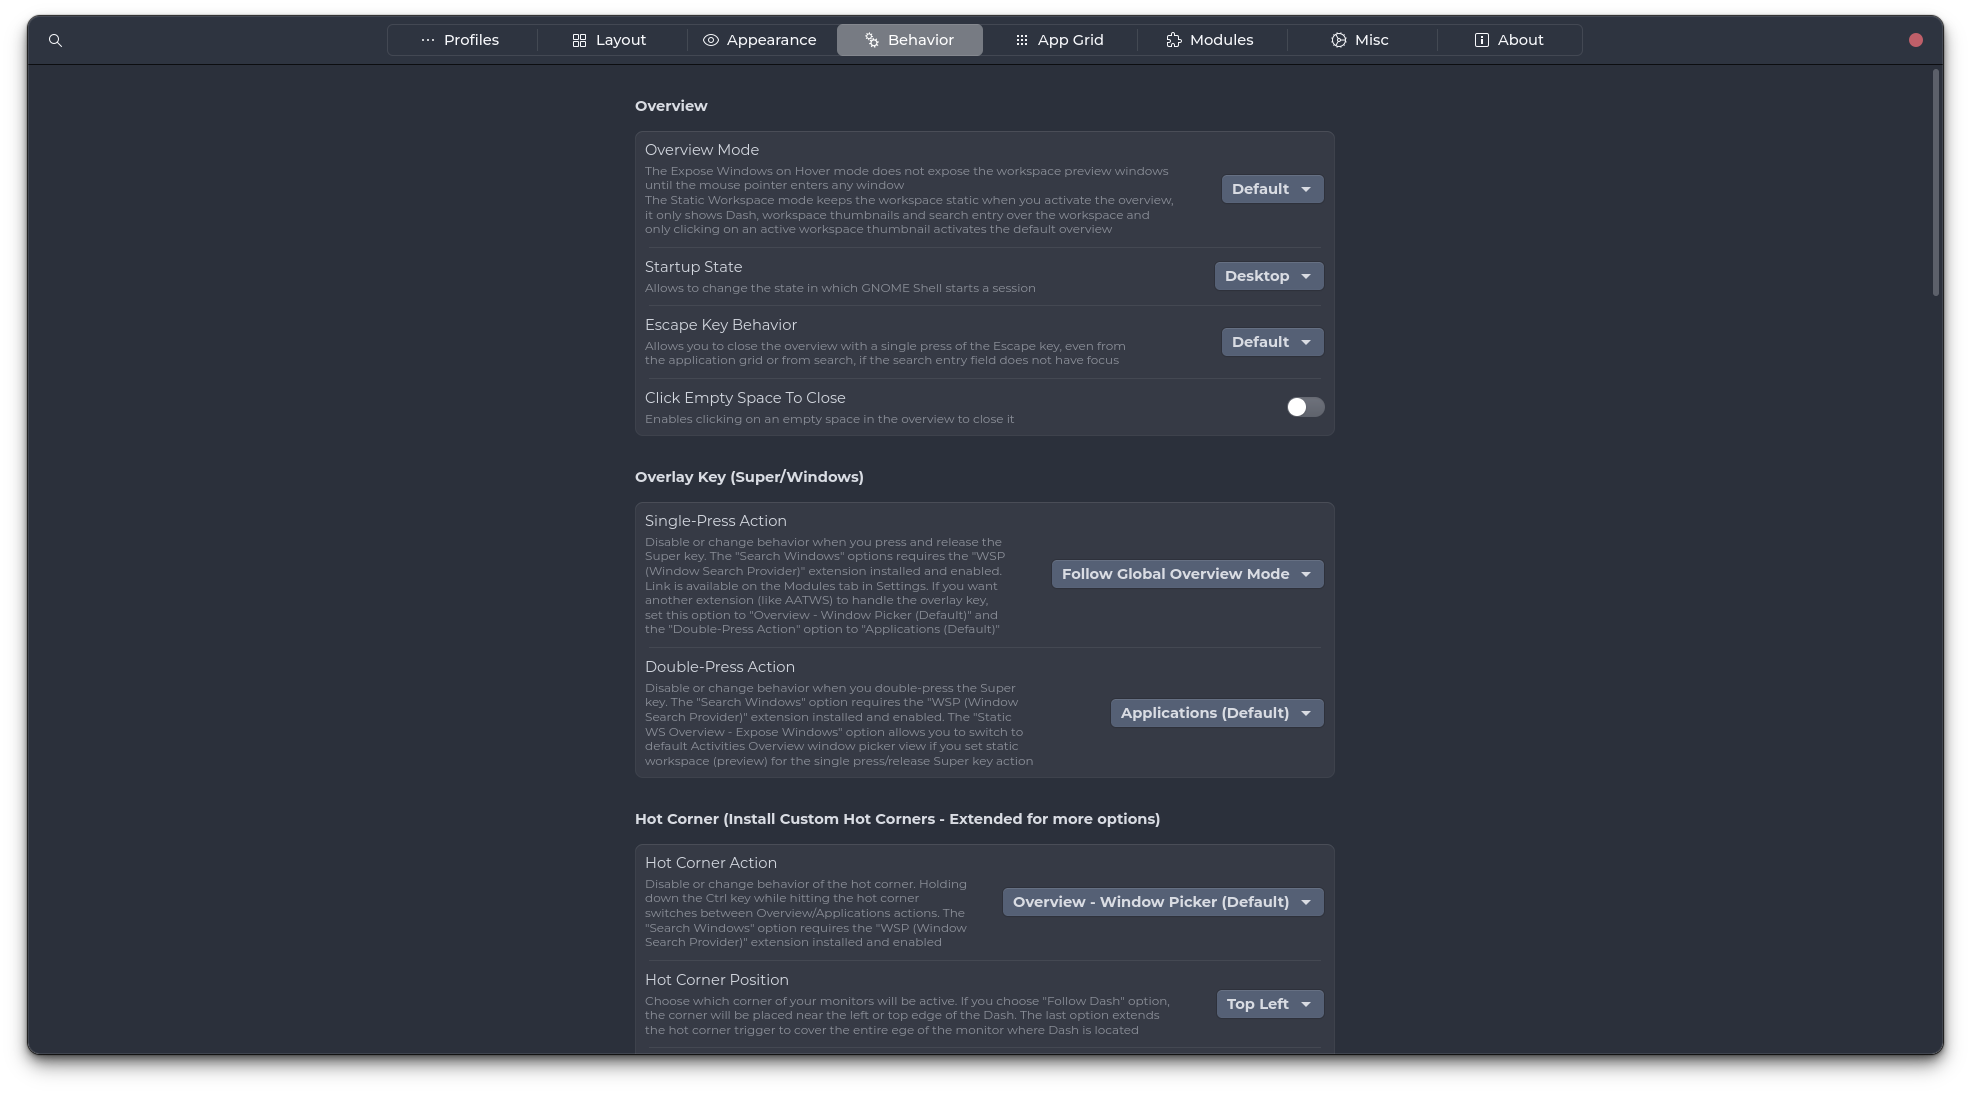 Profiles
Layout
Appearance
Behavior
App Grid
Modules
Misc
About
Overview
Overview Mode
The Expose Windows on Hover mode does not expose the workspace preview windows
until the mouse pointer enters any window
The Static Workspace mode keeps the workspace static when you activate the overview,
it only shows Dash, workspace thumbnails and search entry over the workspace and
only clicking on an active workspace thumbnail activates the default overview
Default
Startup State
Allows to change the state in which GNOME Shell starts a session
Desktop
Escape Key Behavior
Allows you to close the overview with a single press of the Escape key, even from
the application grid or from search, if the search entry field does not have focus
Default
Click Empty Space To Close
Enables clicking on an empty space in the overview to close it
Overlay Key (Super/Windows)
Single-Press Action
Disable or change behavior when you press and release the
Super key. The "Search Windows" options requires the "WSP
(Window Search Provider)" extension installed and enabled.
Link is available on the Modules tab in Settings. If you want
another extension (like AATWS) to handle the overlay key,
set this option to "Overview - Window Picker (Default)" and
the "Double-Press Action" option to "Applications (Default)"
Follow Global Overview Mode
Double-Press Action
Disable or change behavior when you double-press the Super
key. The "Search Windows" option requires the "WSP (Window
Search Provider)" extension installed and enabled. The "Static
WS Overview - Expose Windows" option allows you to switch to
default Activities Overview window picker view if you set static
workspace (preview) for the single press/release Super key action
Applications (Default)
Hot Corner (Install Custom Hot Corners - Extended for more options)
Hot Corner Action
Disable or change behavior of the hot corner. Holding
down the Ctrl key while hitting the hot corner
switches between Overview/Applications actions. The
"Search Windows" option requires the "WSP (Window
Search Provider)" extension installed and enabled
Overview - Window Picker (Default)
Hot Corner Position
Choose which corner of your monitors will be active. If you choose "Follow Dash" option,
the corner will be placed near the left or top edge of the Dash. The last option extends
the hot corner trigger to cover the entire ege of the monitor where Dash is located
Top Left